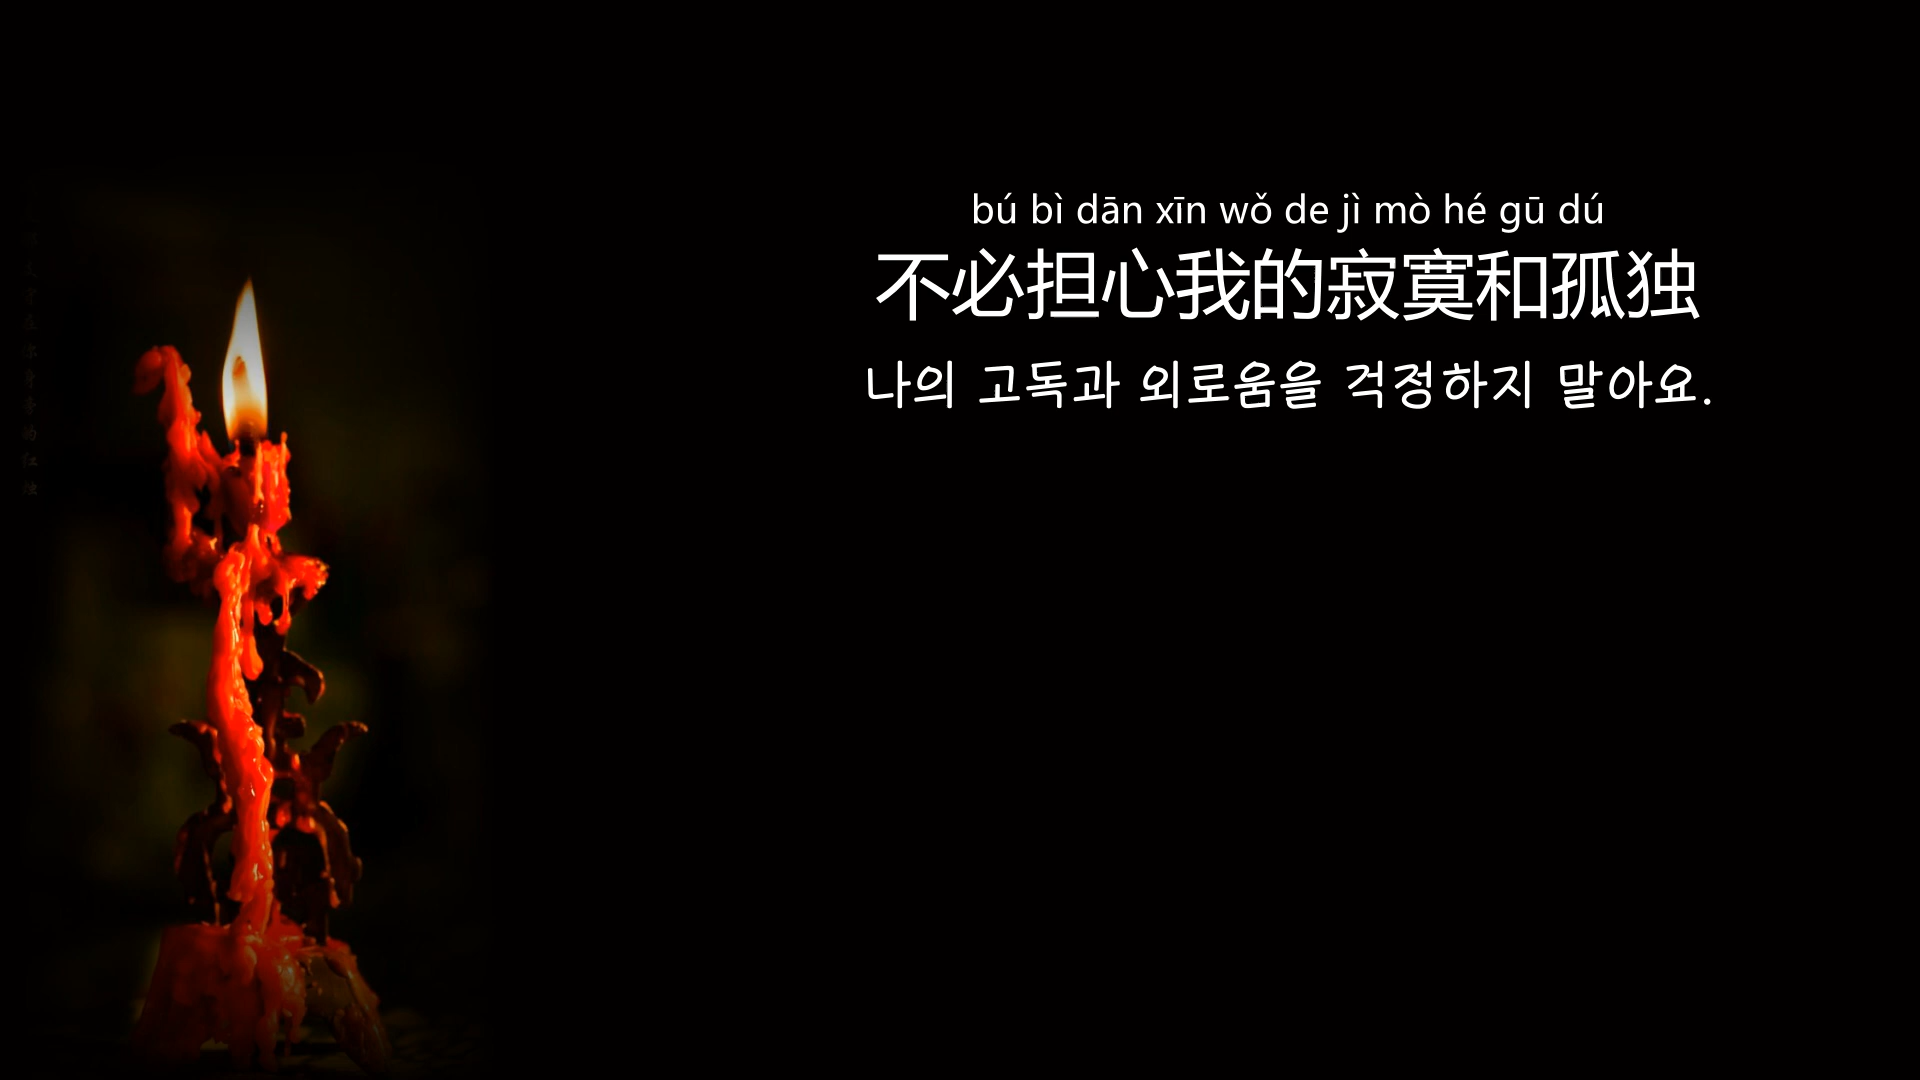 bú bì dān xīn wǒ de jì mò hé gū dú
不必担心我的寂寞和孤独
나의 고독과 외로움을 걱정하지 말아요.